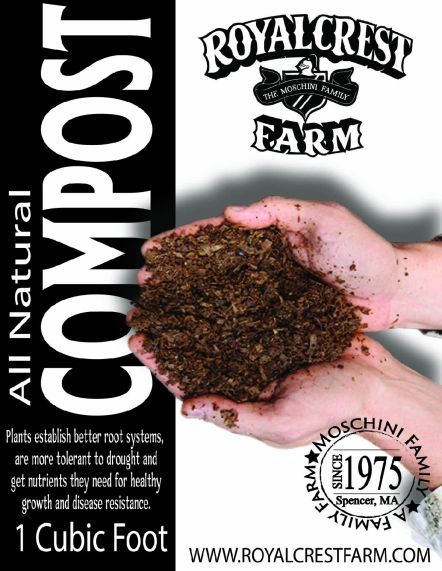 ROYALCREST
THE MOSCHINI FAMILY
FARM
All Natural
COMPOST
Plants establish better root systems,
are more tolerant to drought and
get nutrients they need for healthy
growth and disease resistance.
1 Cubic Foot
MOSCHINI FAMILY
SINCE
1975
Spencer, MA
A FAMILY FARM
WWW.ROYALCRESTFARM.COM